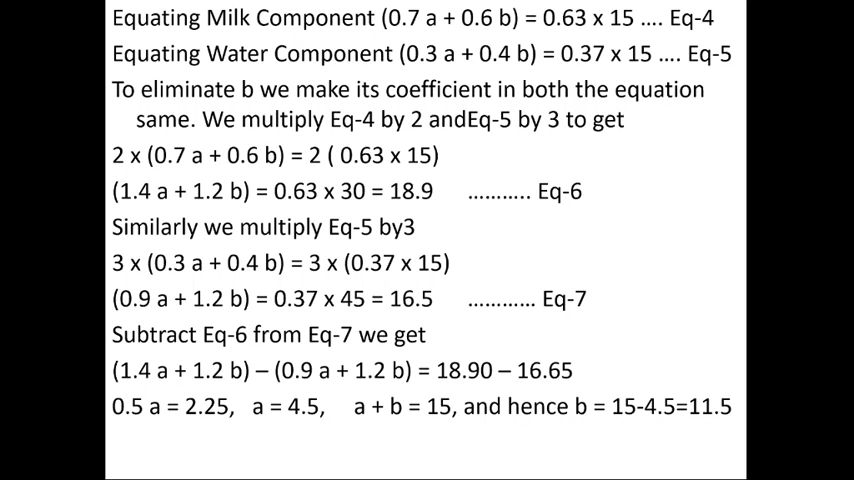 Equating Milk Component (0.7 a + 0.6 b) = 0.63 x 15 .... Eq-4
Equating Water Component (0.3 a + 0.4 b) = 0.37 x 15 .... Eq-5
To eliminate b we make its coefficient in both the equation
same. We multiply Eq-4 by 2 andEq-5 by 3 to get
2 x (0.7 a + 0.6 b) = 2 ( 0.63 x 15)
(1.4 a + 1.2 b) = 0.63 x 30 = 18.9 ........... Eq-6
Similarly we multiply Eq-5 by3
3 x (0.3 a + 0.4 b) = 3 x (0.37 x 15)
(0.9 a + 1.2 b) = 0.37 x 45 = 16.5 ............ Eq-7
Subtract Eq-6 from Eq-7 we get
(1.4 a + 1.2 b) – (0.9 a + 1.2 b) = 18.90 – 16.65
0.5 a = 2.25, a = 4.5, a + b = 15, and hence b = 15-4.5=11.5